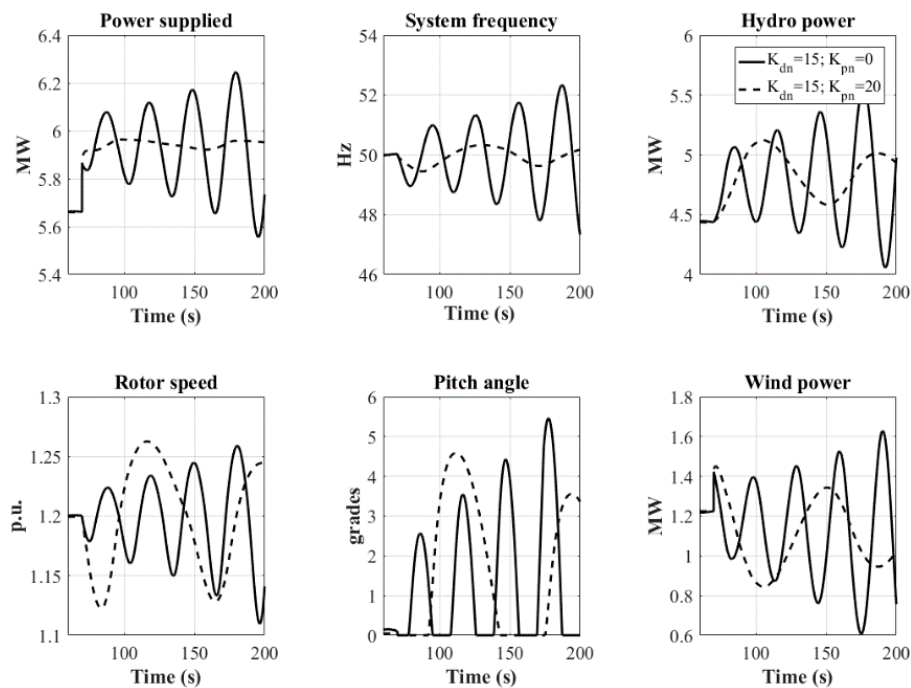 Power supplied
6.4
6.2
6
5.8
5.6
5.4
MW
100 150 200
Time (s)
System frequency
54
52
50
48
46
Hz
100 150 200
Time (s)
Hydro power
6
5.5
5
4.5
4
MW
K_dn=15; K_pn=0
K_dn=15; K_pn=20
100 150 200
Time (s)
Rotor speed
1.3
1.25
1.2
1.15
1.1
p.u.
100 150 200
Time (s)
Pitch angle
6
5
4
3
2
1
0
grades
100 150 200
Time (s)
Wind power
1.8
1.6
1.4
1.2
1
0.8
0.6
MW
100 150 200
Time (s)